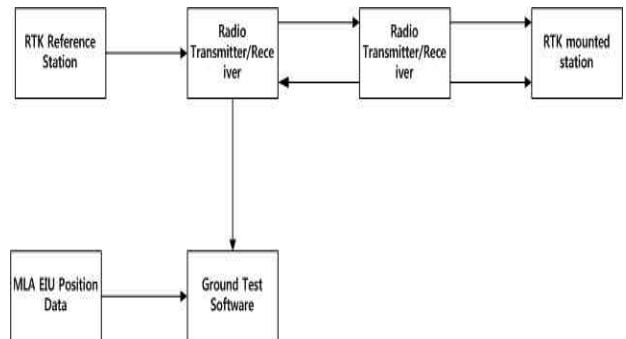 RTK Reference
Station
Radio
Transmitter/Rece
iver
Radio
Transmitter/Rece
iver
RTK mounted
station
MLA EIU Position
Data
Ground Test
Software